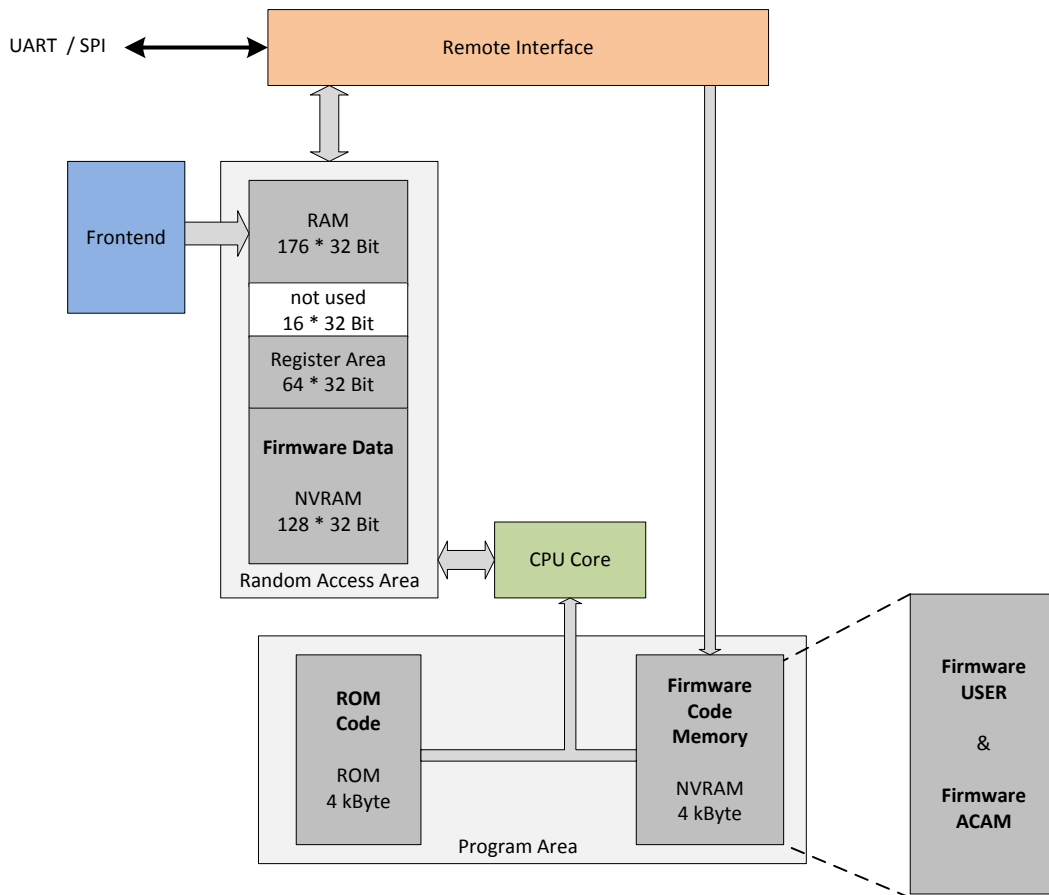 UART / SPI
Remote Interface
Frontend
RAM
176 * 32 Bit
not used
16 * 32 Bit
Register Area
64 * 32 Bit
Firmware Data
NVRAM
128 * 32 Bit
Random Access Area
CPU Core
ROM
Code
ROM
4 kByte
Firmware
Code
Memory
NVRAM
4 kByte
Program Area
Firmware
USER
&
Firmware
ACAM